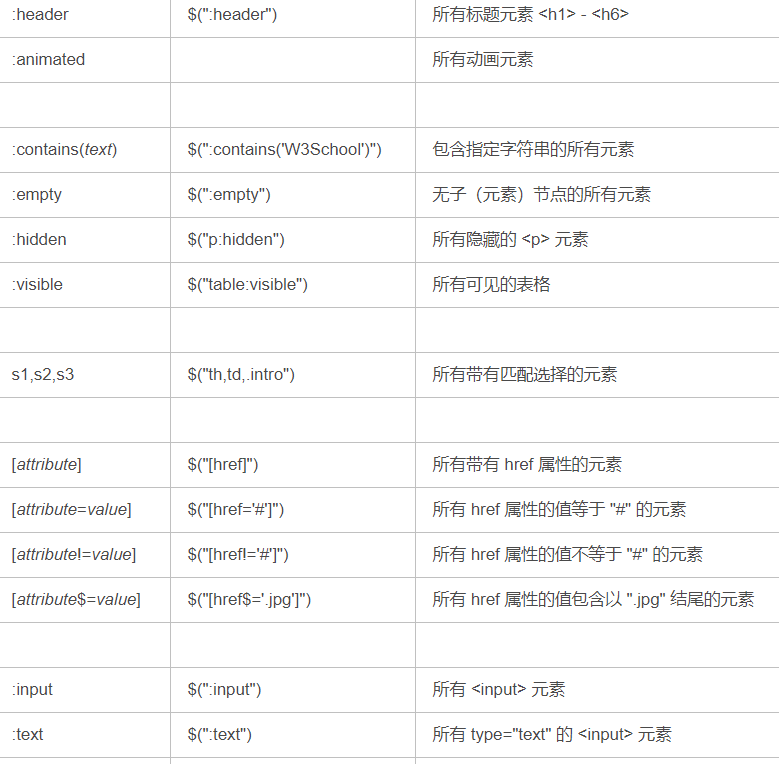 :header $(":header") 所有标题元素 <h1> - <h6>
:animated 所有动画元素
:contains(text) $(":contains('W3School')") 包含指定字符串的所有元素
:empty $(":empty") 无子（元素）节点的所有元素
:hidden $("p:hidden") 所有隐藏的 <p> 元素
:visible $("table:visible") 所有可见的表格
s1,s2,s3 $("th,td,.intro") 所有带有匹配选择的元素
[attribute] $("[href]") 所有带有 href 属性的元素
[attribute=value] $("[href='#']") 所有 href 属性的值等于 "#" 的元素
[attribute!=value] $("[href!='#']") 所有 href 属性的值不等于 "#" 的元素
[attribute$=value] $("[href$='.jpg']") 所有 href 属性的值包含以 ".jpg" 结尾的元素
:input $(":input") 所有 <input> 元素
:text $(":text") 所有 type="text" 的 <input> 元素